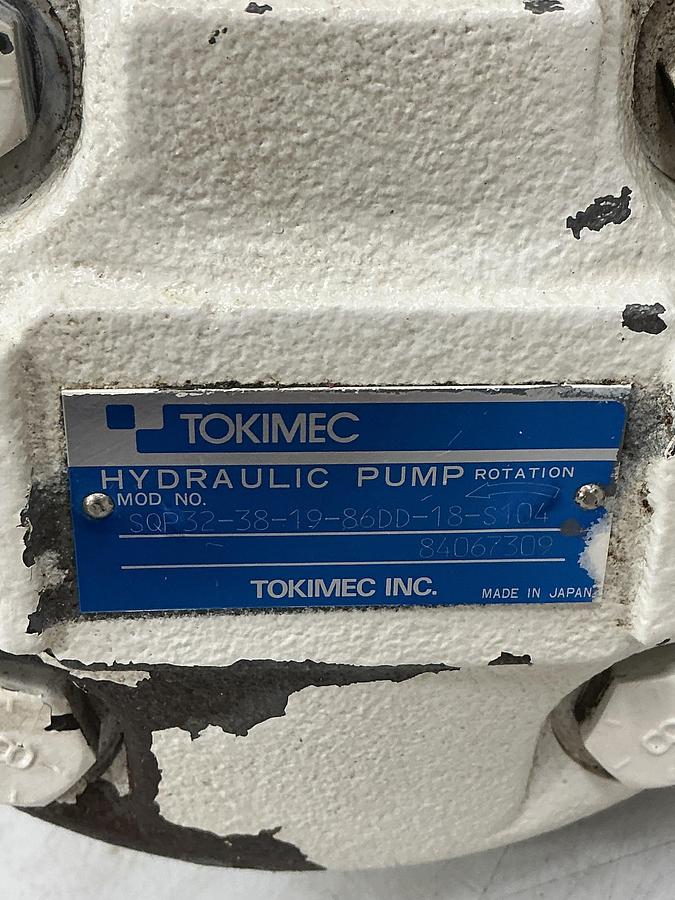 TOKIMEC
HYDRAULIC PUMP ROTATION
MOD NO.
SQP32-38-19-86DD-18-S104
84067309
TOKIMEC INC. MADE IN JAPAN